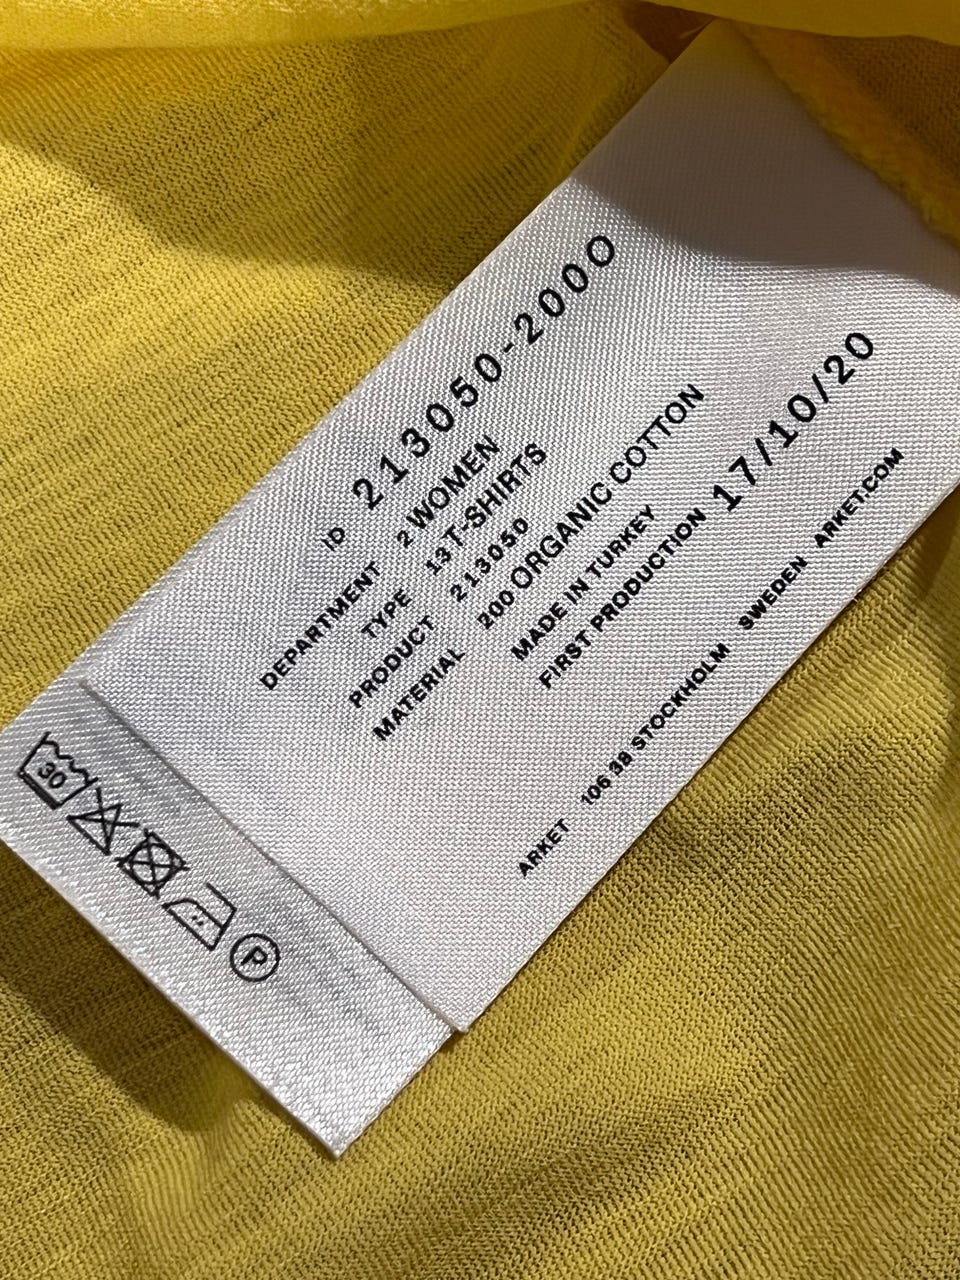 ID 213050-2000
DEPARTMENT 2 WOMEN
TYPE 13 T-SHIRTS
PRODUCT 213050
MATERIAL 200 ORGANIC COTTON
MADE IN TURKEY
FIRST PRODUCTION 17/10/20
ARKET 106 38 STOCKHOLM SWEDEN ARKET.COM
30
P